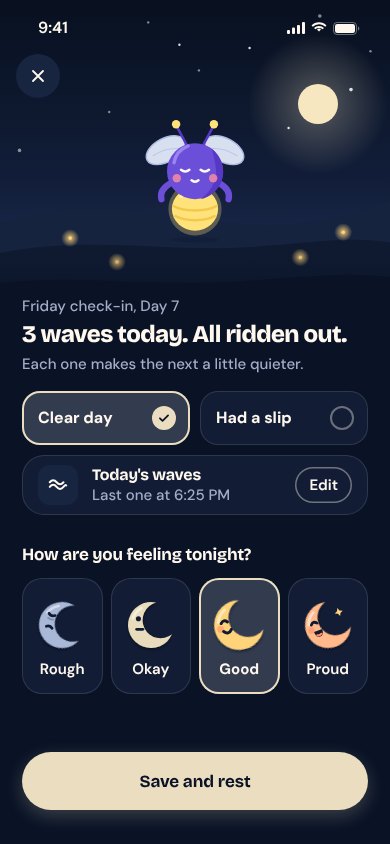 9:41
Friday check-in, Day 7
3 waves today. All ridden out.
Each one makes the next a little quieter.
Clear day
Had a slip
Today's waves
Last one at 6:25 PM
Edit
How are you feeling tonight?
Rough
Okay
Good
Proud
Save and rest